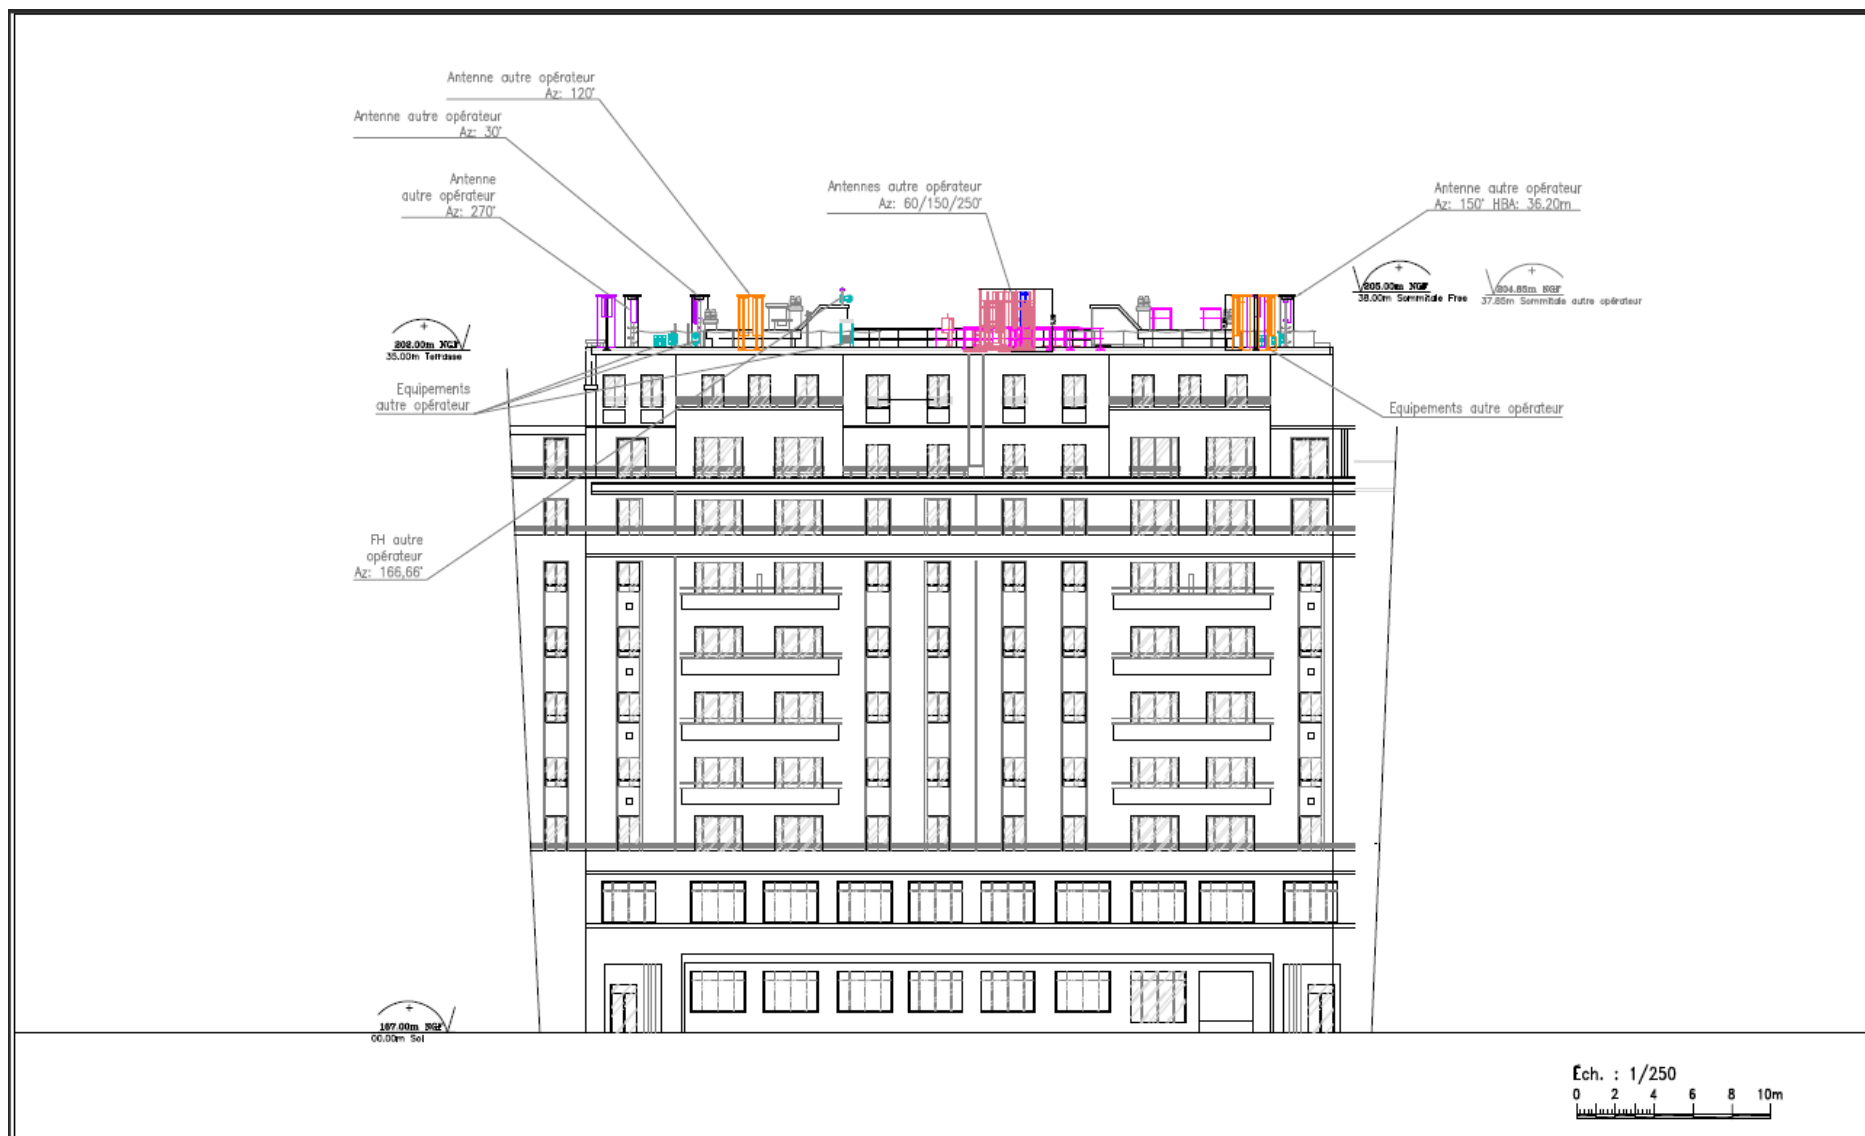 Antenne autre opérateur
Az: 120°
Antenne autre opérateur
Az: 30°
Antenne
autre opérateur
Az: 270°
Antennes autre opérateur
Az: 60/150/250°
Antenne autre opérateur
Az: 150° HBA: 36.20m
205.00m NGF
38.00m Sommitale Free
204.85m NGF
37.85m Sommitale autre opérateur
202.00m NGF
35.00m Terrasse
Equipements
autre opérateur
Equipements autre opérateur
FH autre
opérateur
Az: 166,66°
167.00m NGF
00.00m Sol
Éch. : 1/250
0 2 4 6 8 10m